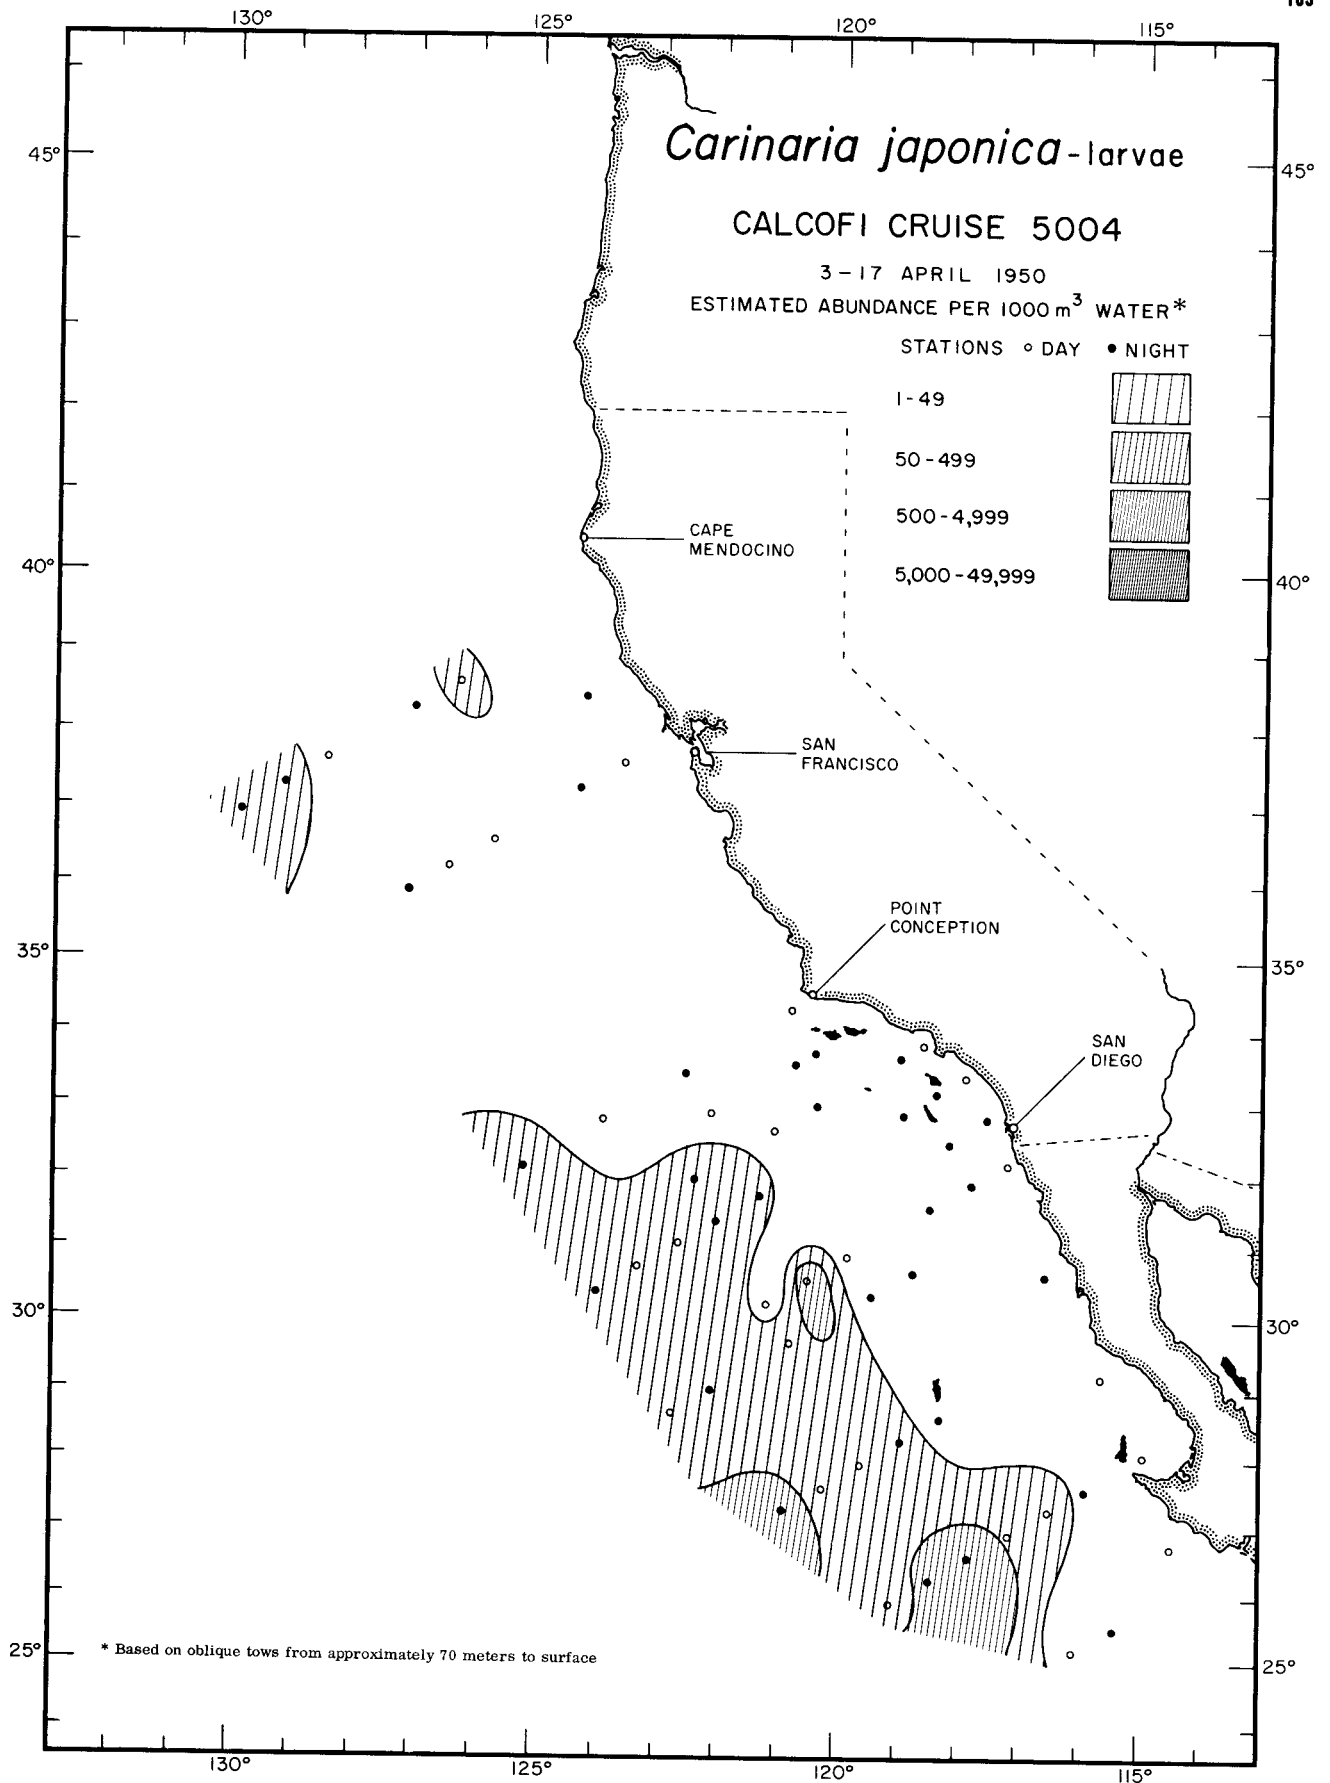 130° 125° 120° 115°
Carinaria japonica - larvae
45° 45°
CALCOFI CRUISE 5004
3 - 17 APRIL 1950
ESTIMATED ABUNDANCE PER 1000 m³ WATER*
STATIONS ○ DAY ● NIGHT
1 - 49
50 - 499
500 - 4,999
5,000 - 49,999
CAPE
MENDOCINO
40° 40°
SAN
FRANCISCO
POINT
CONCEPTION
35° 35°
SAN
DIEGO
30° 30°
25° 25°
* Based on oblique tows from approximately 70 meters to surface
130° 125° 120° 115°